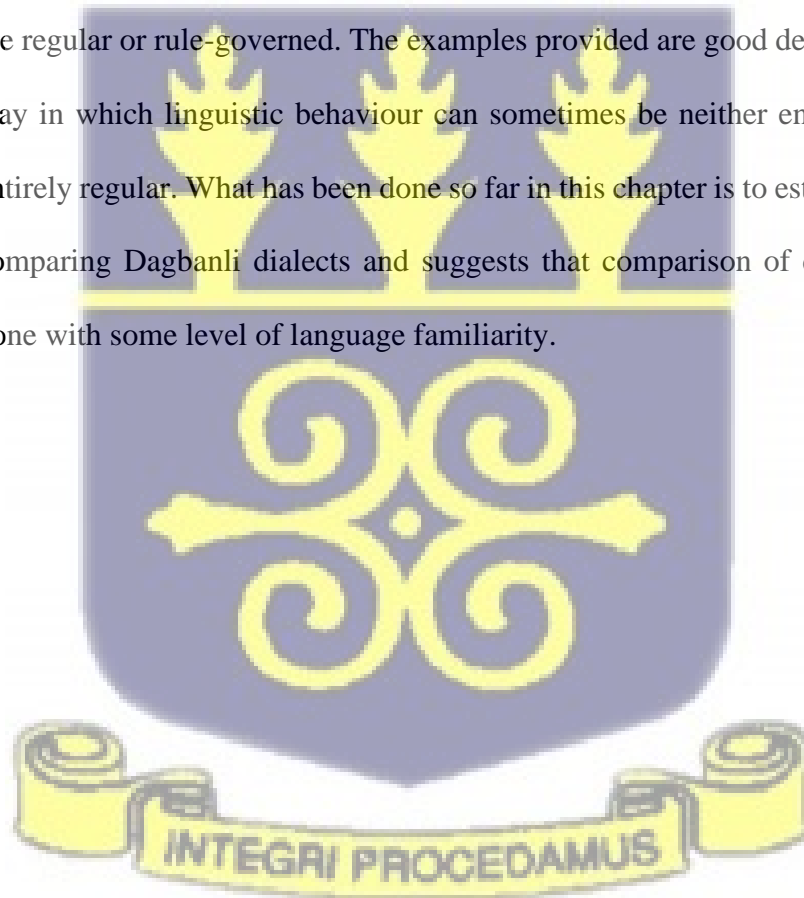 e regular or rule-governed. The examples provided are good de
ay in which linguistic behaviour can sometimes be neither en
ntirely regular. What has been done so far in this chapter is to est
omparing Dagbanli dialects and suggests that comparison of
one with some level of language familiarity.
INTEGRI PROCEDAMUS